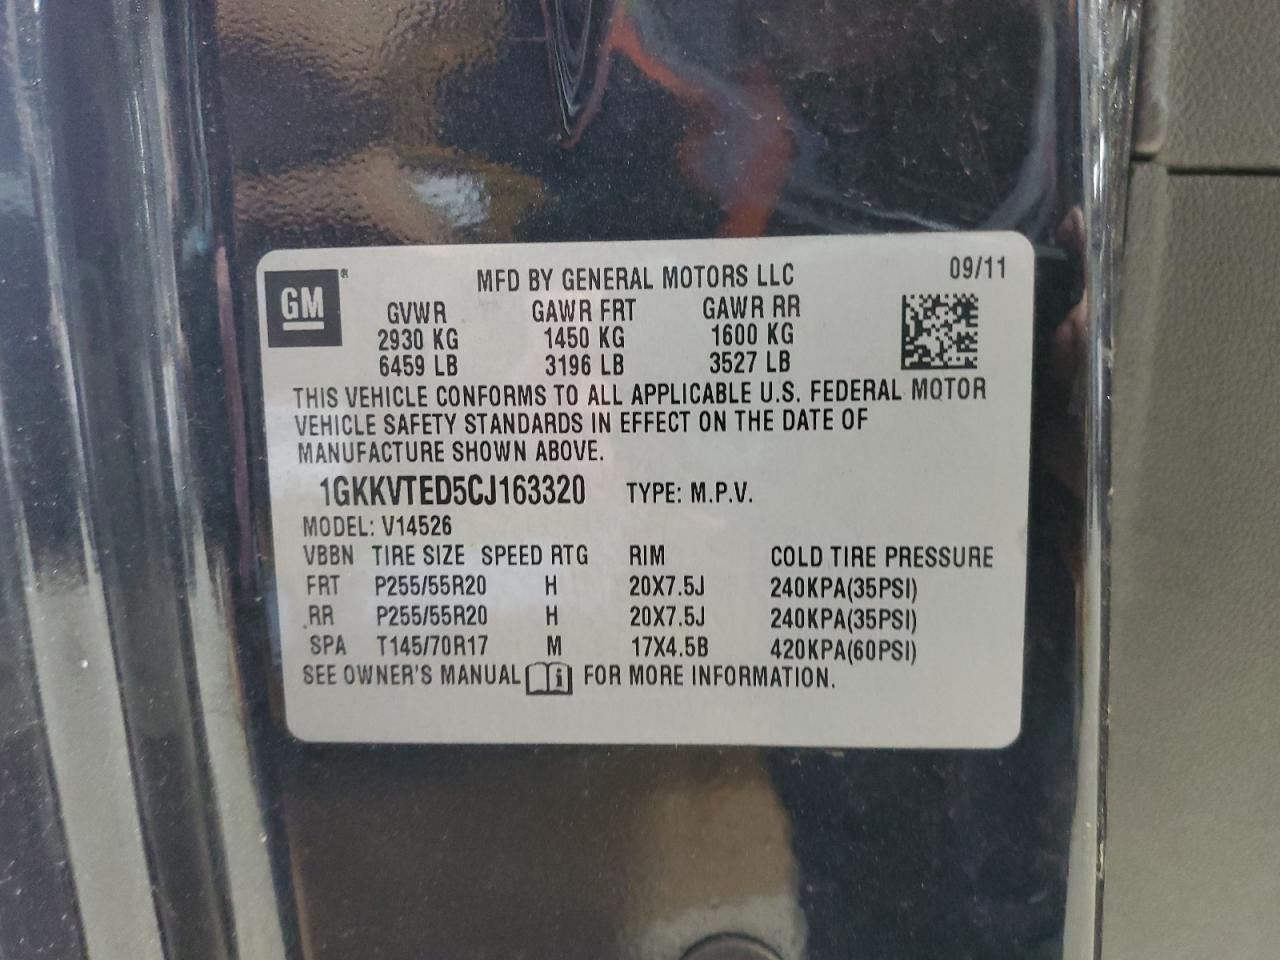 GM ®
MFD BY GENERAL MOTORS LLC 09/11
GVWR GAWR FRT GAWR RR
2930 KG 1450 KG 1600 KG
6459 LB 3196 LB 3527 LB
THIS VEHICLE CONFORMS TO ALL APPLICABLE U.S. FEDERAL MOTOR
VEHICLE SAFETY STANDARDS IN EFFECT ON THE DATE OF
MANUFACTURE SHOWN ABOVE.
1GKKVTED5CJ163320 TYPE: M.P.V.
MODEL: V14526
VBBN TIRE SIZE SPEED RTG RIM COLD TIRE PRESSURE
FRT P255/55R20 H 20X7.5J 240KPA(35PSI)
RR P255/55R20 H 20X7.5J 240KPA(35PSI)
SPA T145/70R17 M 17X4.5B 420KPA(60PSI)
SEE OWNER'S MANUAL i FOR MORE INFORMATION.